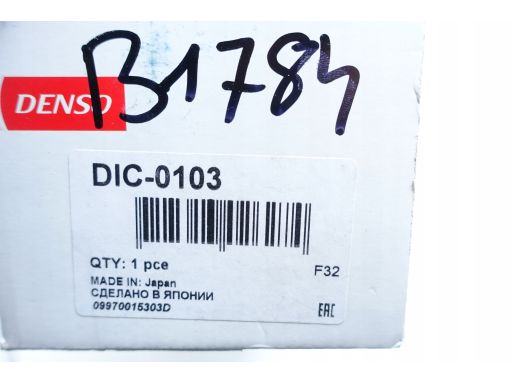 B1784
DENSO
DIC-0103
QTY: 1 pce
F32
MADE IN: Japan
СДЕЛАНО В ЯПОНИИ
09970015303D
EAC